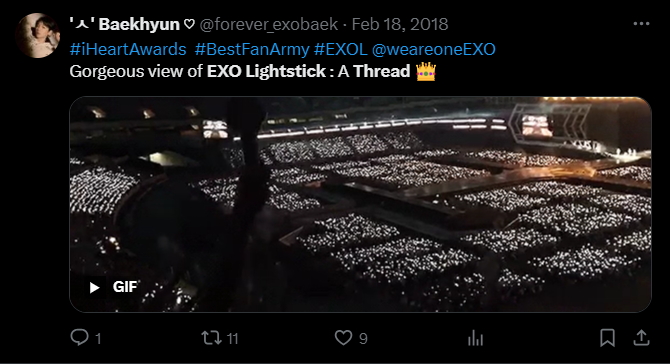 'ㅅ' Baekhyun ♡ @forever_exobaek · Feb 18, 2018
#iHeartAwards #BestFanArmy #EXOL @weareoneEXO
Gorgeous view of EXO Lightstick : A Thread 👑
GIF
1 11 9